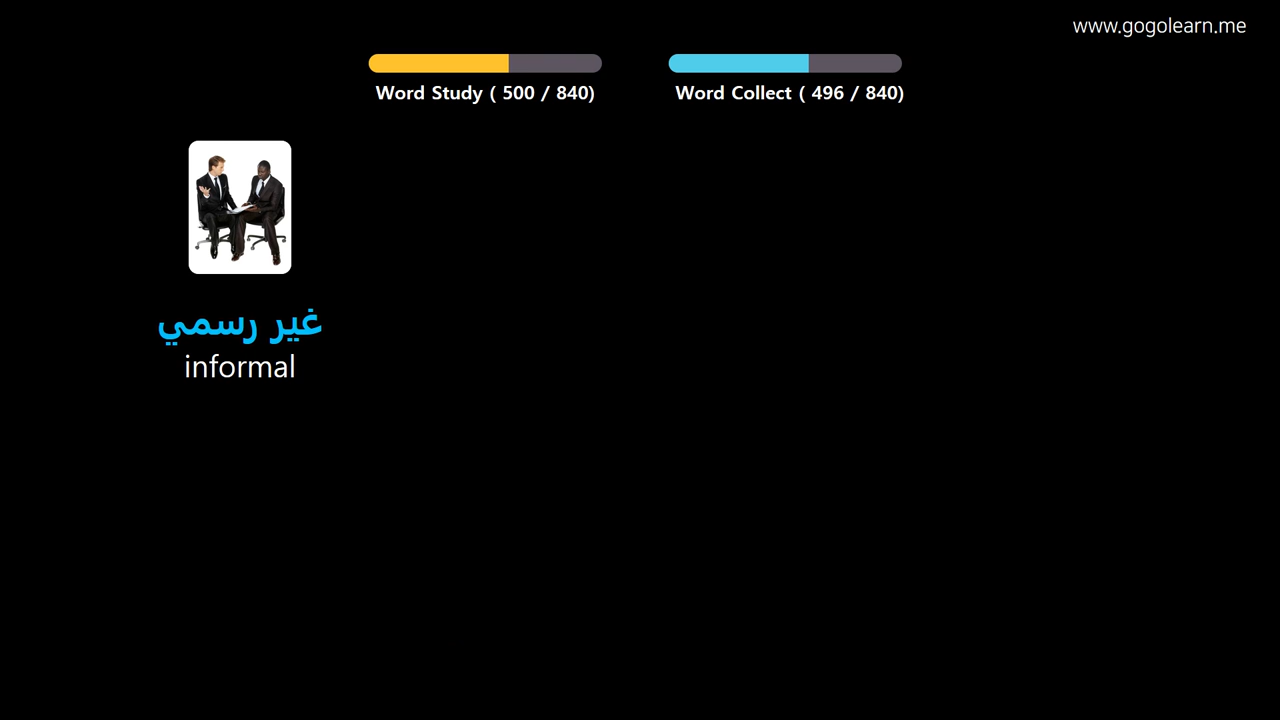 www.gogolearn.me
Word Study ( 500 / 840)
Word Collect ( 496 / 840)
غير رسمي
informal